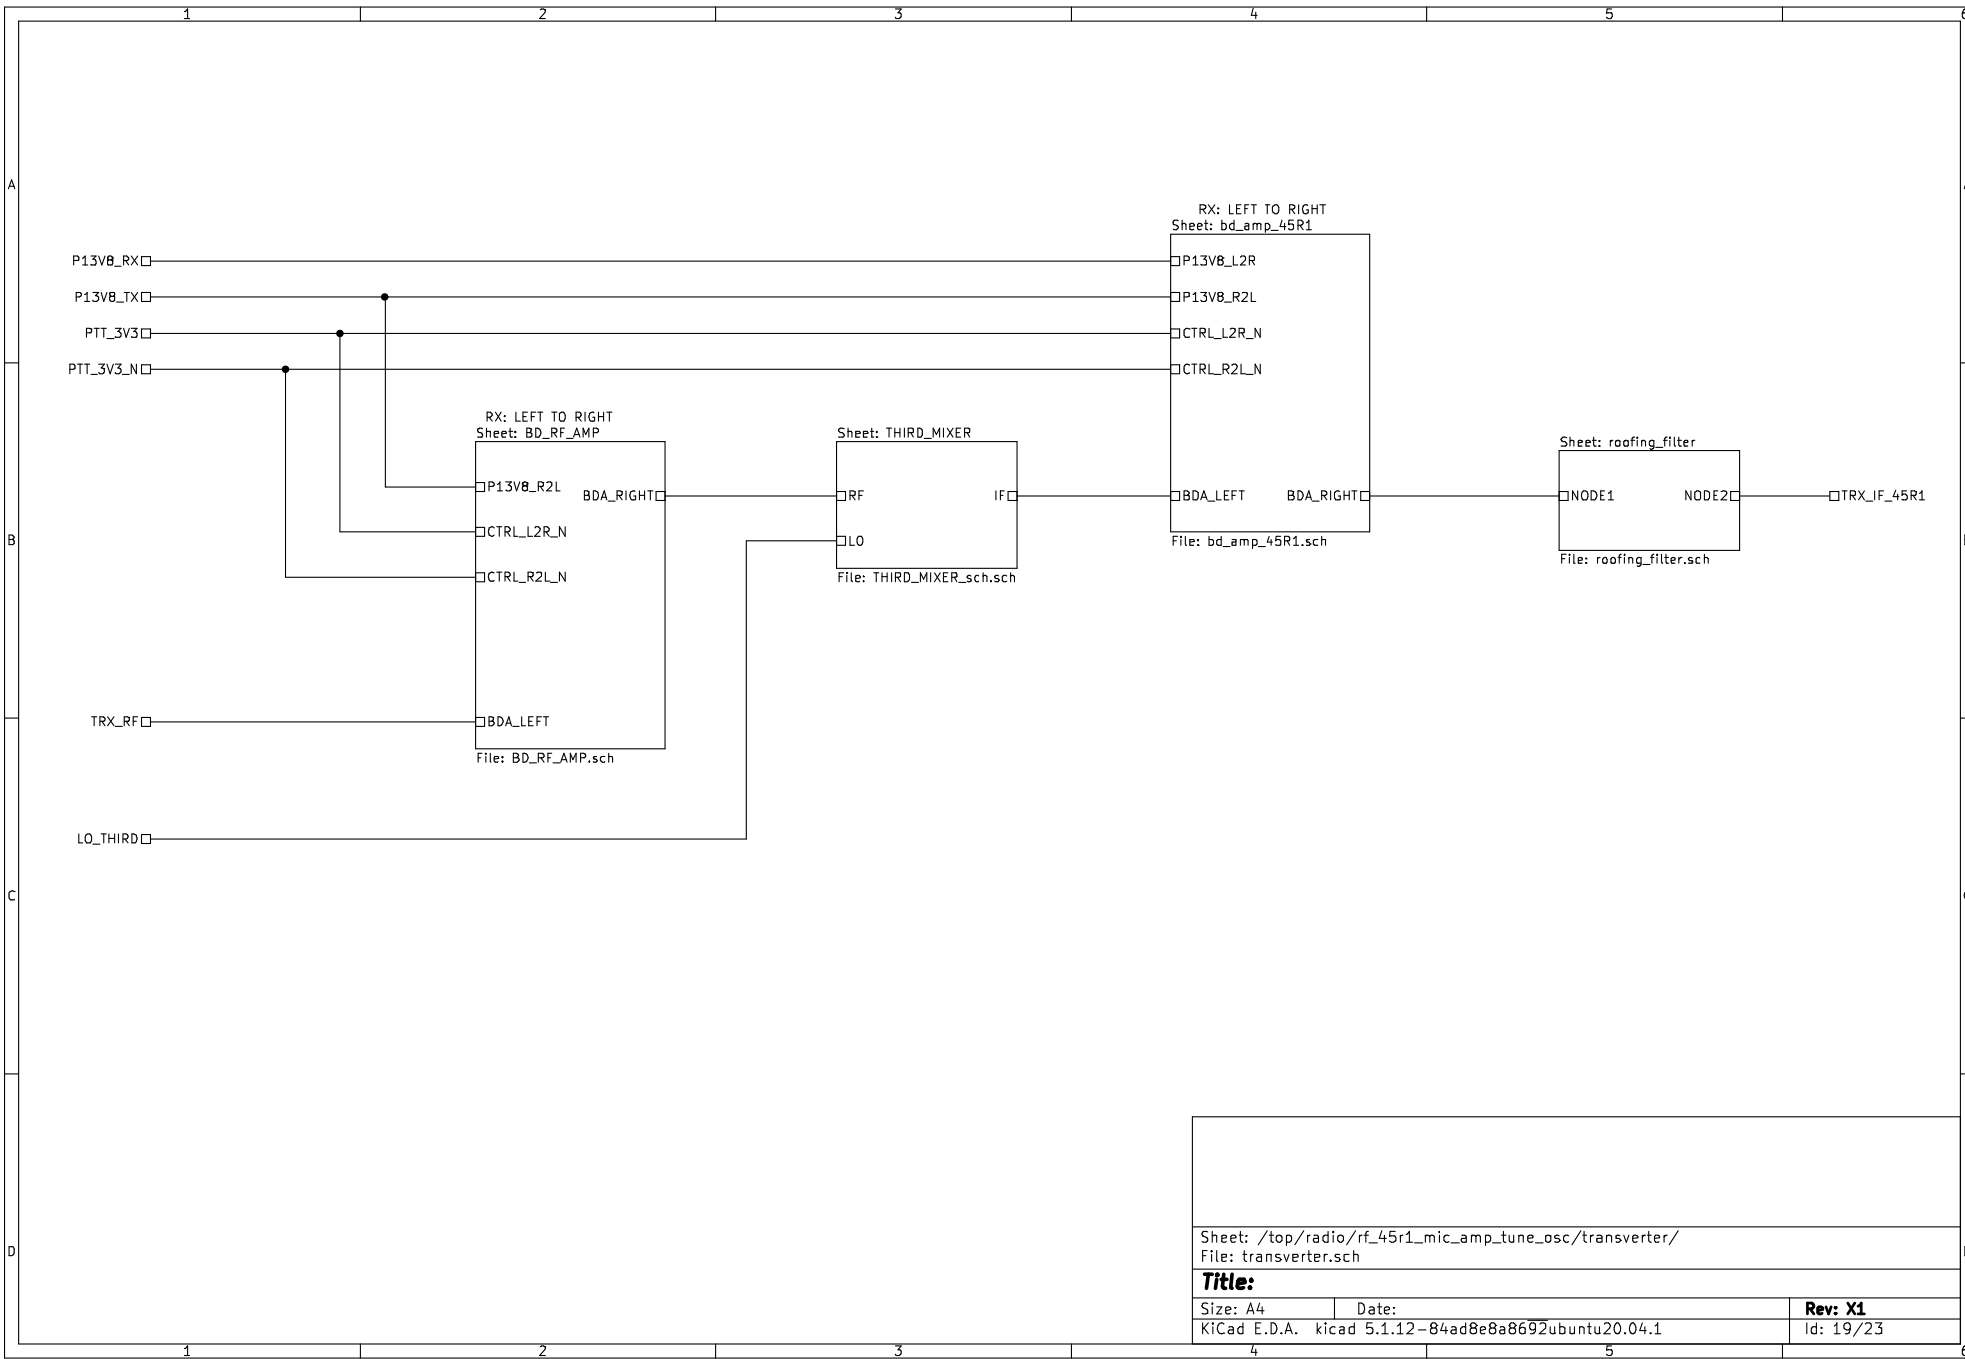 1 2 3 4 5 6
A
RX: LEFT TO RIGHT
Sheet: bd_amp_45R1
P13V8_RX
P13V8_L2R
P13V8_TX
P13V8_R2L
PTT_3V3
CTRL_L2R_N
PTT_3V3_N
CTRL_R2L_N
RX: LEFT TO RIGHT
Sheet: BD_RF_AMP
Sheet: THIRD_MIXER
Sheet: roofing_filter
P13V8_R2L
BDA_RIGHT
RF
IF
BDA_LEFT
BDA_RIGHT
NODE1
NODE2
TRX_IF_45R1
CTRL_L2R_N
B
LO
File: bd_amp_45R1.sch
File: roofing_filter.sch
CTRL_R2L_N
File: THIRD_MIXER_sch.sch
TRX_RF
BDA_LEFT
File: BD_RF_AMP.sch
LO_THIRD
C
D
Sheet: /top/radio/rf_45r1_mic_amp_tune_osc/transverter/
File: transverter.sch
Title:
Size: A4
Date:
Rev: X1
KiCad E.D.A. kicad 5.1.12-84ad8e8a8692ubuntu20.04.1
Id: 19/23
1 2 3 4 5 6